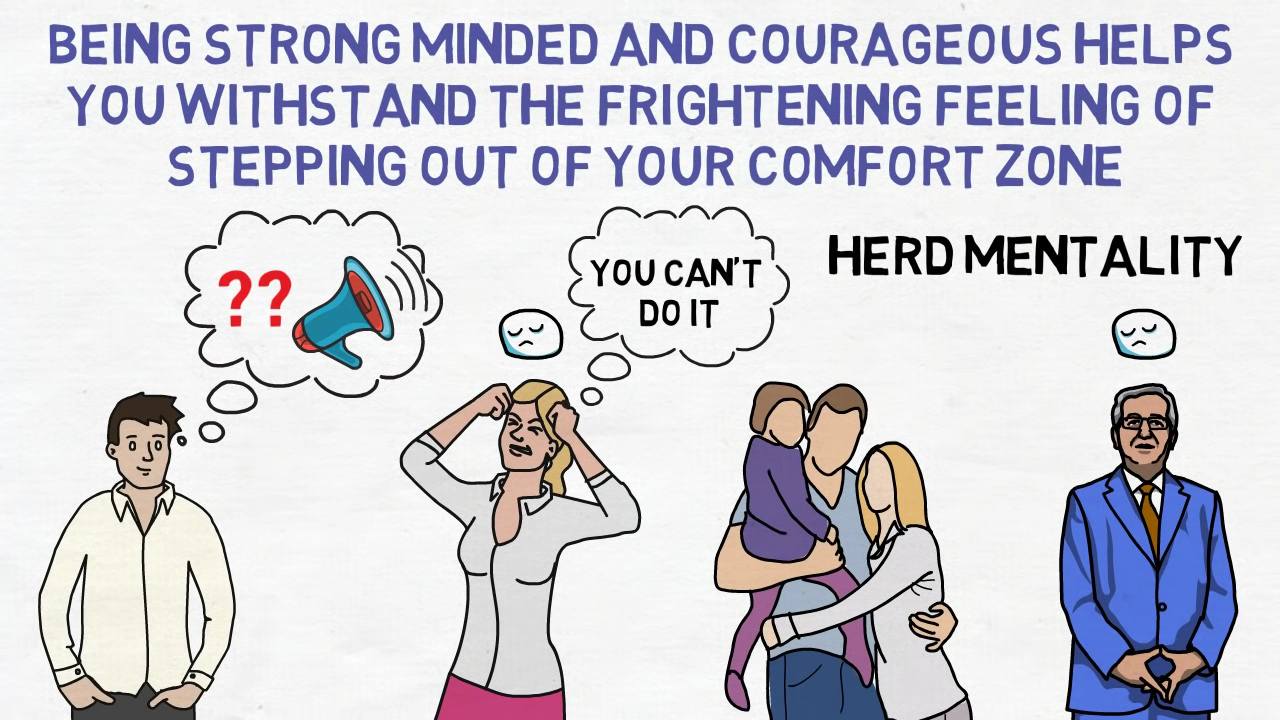 BEING STRONG MINDED AND COURAGEOUS HELPS
YOU WITHSTAND THE FRIGHTENING FEELING OF
STEPPING OUT OF YOUR COMFORT ZONE
??
YOU CAN'T
DO IT
HERD MENTALITY